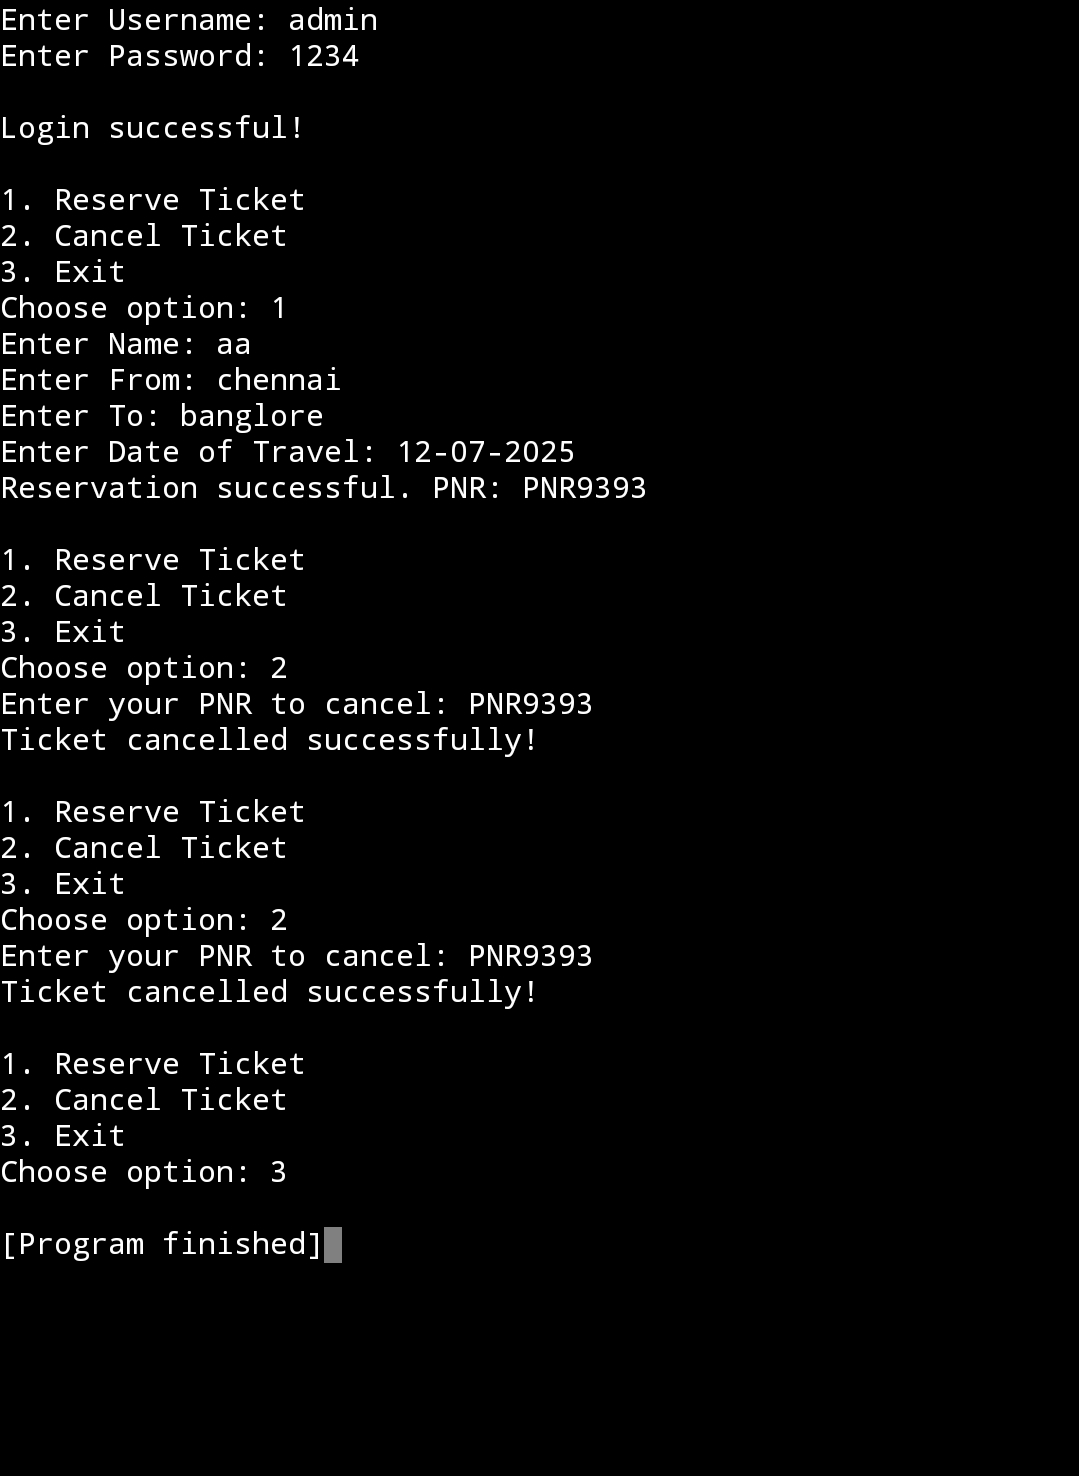 Enter Username: admin
Enter Password: 1234
Login successful!
1. Reserve Ticket
2. Cancel Ticket
3. Exit
Choose option: 1
Enter Name: aa
Enter From: chennai
Enter To: banglore
Enter Date of Travel: 12-07-2025
Reservation successful. PNR: PNR9393
1. Reserve Ticket
2. Cancel Ticket
3. Exit
Choose option: 2
Enter your PNR to cancel: PNR9393
Ticket cancelled successfully!
1. Reserve Ticket
2. Cancel Ticket
3. Exit
Choose option: 2
Enter your PNR to cancel: PNR9393
Ticket cancelled successfully!
1. Reserve Ticket
2. Cancel Ticket
3. Exit
Choose option: 3
[Program finished]